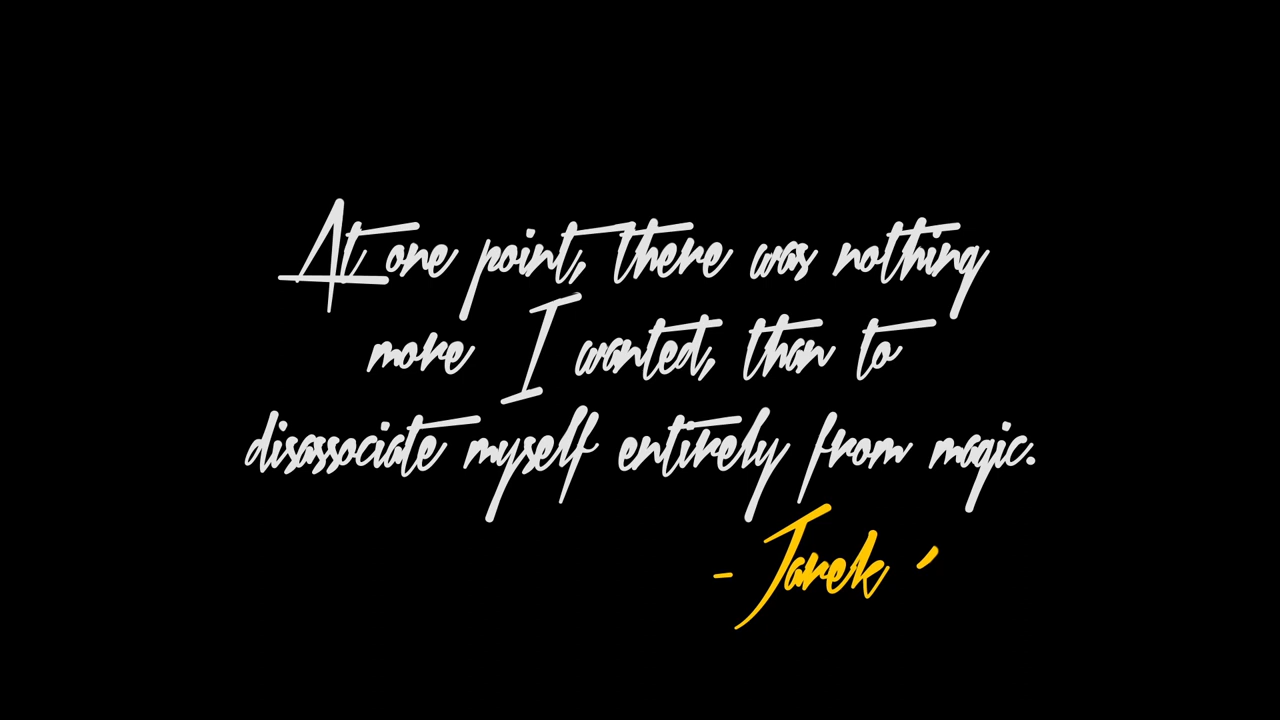 At one point, there was nothing
more I wanted, than to
disassociate myself entirely from magic.
- Jarek '